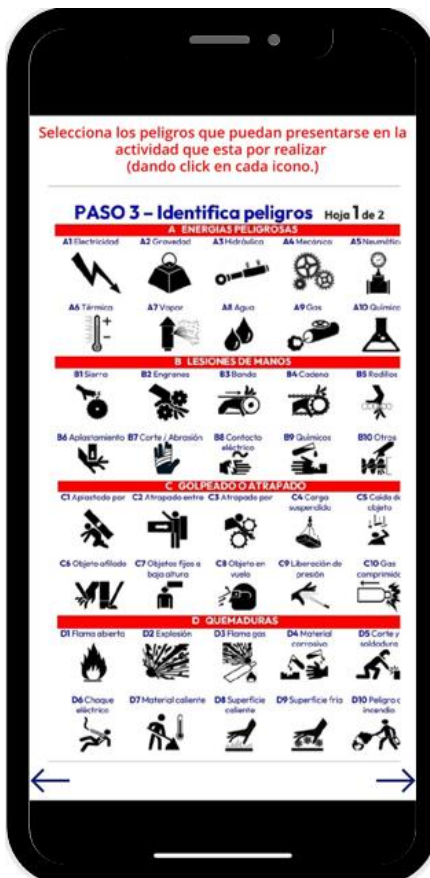 Selecciona los peligros que puedan presentarse en la
actividad que esta por realizar
(dando click en cada icono.)
PASO 3 – Identifica peligros Hoja 1 de 2
A ENERGIAS PELIGROSAS
A1 Electricidad A2 Gravedad A3 Hidráulica A4 Mecánica A5 Neumátic
A6 Térmica A7 Vapor A8 Agua A9 Gas A10 Químic
B LESIONES DE MANOS
B1 Sierra B2 Engranes B3 Banda B4 Cadena B5 Rodillos
B6 Aplastamiento B7 Corte / Abrasión B8 Contacto eléctrico B9 Químicos B10 Otros
C GOLPEADO O ATRAPADO
C1 Aplastado por C2 Atrapado entre C3 Atrapado por C4 Carga suspendida C5 Caída de objeto
C6 Objeto afilado C7 Objetos fijos a baja altura C8 Objeto en vuelo C9 Liberación de presión C10 Gas comprimido
D QUEMADURAS
D1 Flama abierta D2 Explosión D3 Flama gas D4 Material corrosivo D5 Corte y soldadura
D6 Choque eléctrico D7 Material caliente D8 Superficie caliente D9 Superficie fría D10 Peligro d incendio